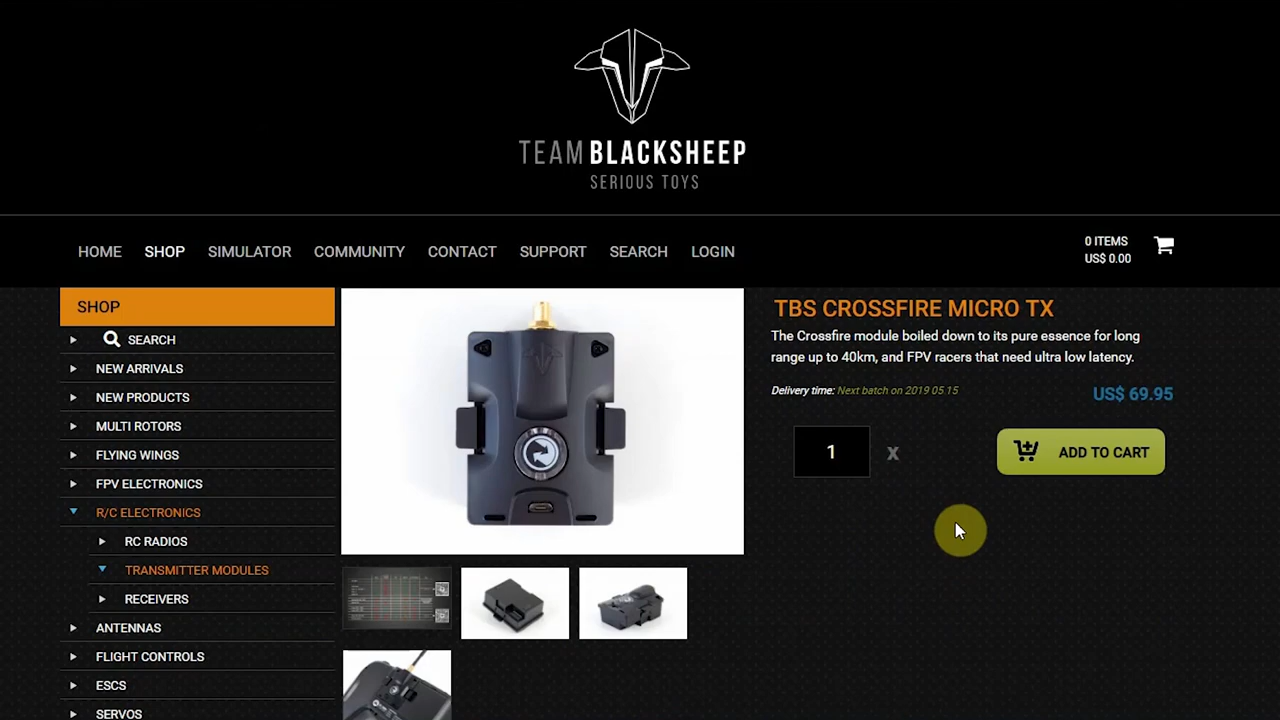 TEAM BLACKSHEEP
SERIOUS TOYS
HOME SHOP SIMULATOR COMMUNITY CONTACT SUPPORT SEARCH LOGIN
0 ITEMS
US$ 0.00
SHOP
SEARCH
NEW ARRIVALS
NEW PRODUCTS
MULTI ROTORS
FLYING WINGS
FPV ELECTRONICS
R/C ELECTRONICS
RC RADIOS
TRANSMITTER MODULES
RECEIVERS
ANTENNAS
FLIGHT CONTROLS
ESCS
SERVOS
TBS CROSSFIRE MICRO TX
The Crossfire module boiled down to its pure essence for long
range up to 40km, and FPV racers that need ultra low latency.
Delivery time: Next batch on 2019 05 15
US$ 69.95
1 x
ADD TO CART